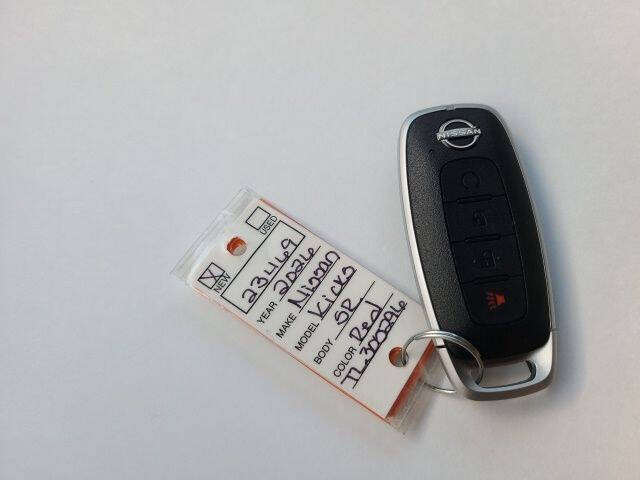 NISSAN
NEW
USED
23469
YEAR 2026
MAKE Nissan
MODEL Kicks
BODY SR
COLOR Red